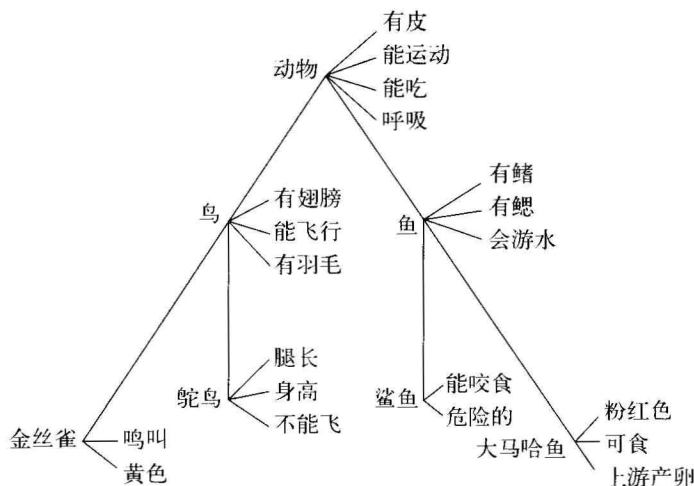 有皮
能运动
动物
能吃
呼吸
有鳍
有翅膀
有鳃
鸟
鱼
能飞行
会游水
有羽毛
腿长
能咬食
身高
鸵鸟
鲨鱼
危险的
不能飞
粉红色
金丝雀
鸣叫
大马哈鱼
可食
黄色
上游产卵